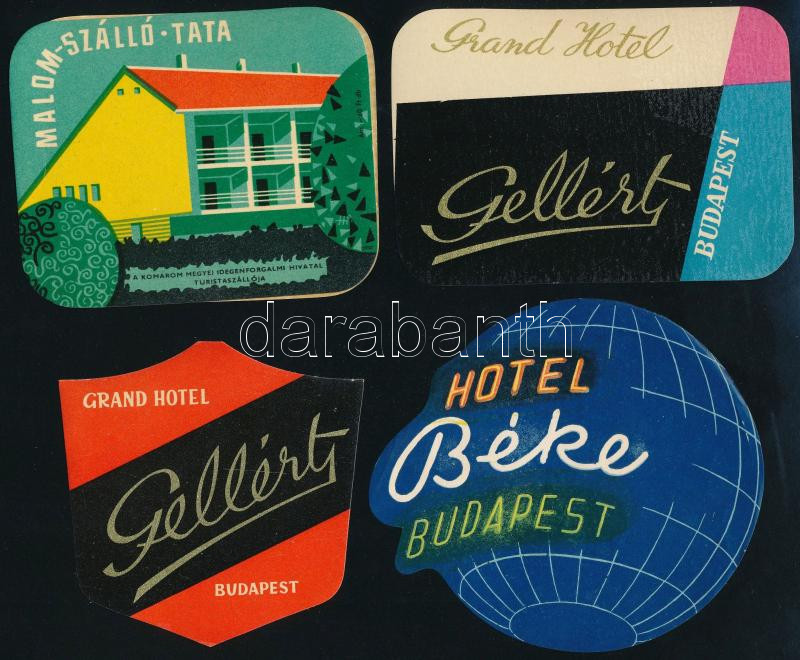 MALOM-SZÁLLÓ·TATA
A KOMÁROM MEGYEI IDEGENFORGALMI HIVATAL
TURISTASZÁLLÓJA
Grand Hotel
Gellért
BUDAPEST
darabanth
GRAND HOTEL
Gellért
BUDAPEST
HOTEL
Béke
BUDAPEST